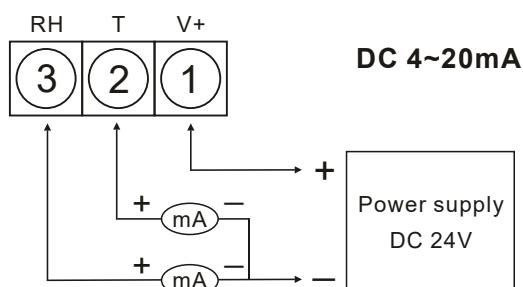 RH T V+
DC 4~20mA
3 2 1
+
Power supply
+ − mA
DC 24V
+ − mA
−